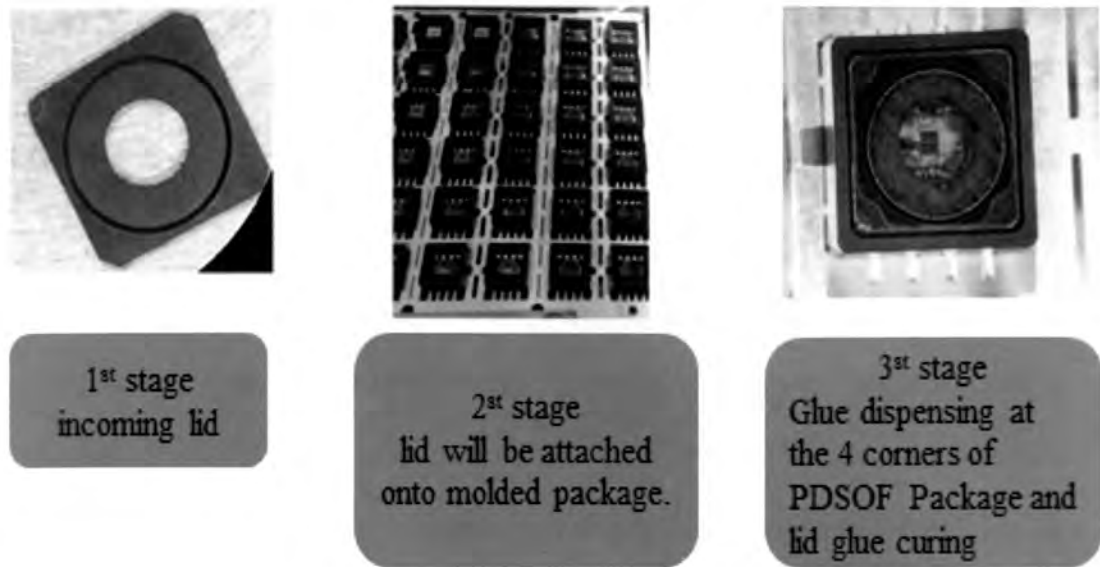 1st stage
incoming lid
2st stage
lid will be attached
onto molded package.
3st stage
Glue dispensing at
the 4 corners of
PDSOF Package and
lid glue curing